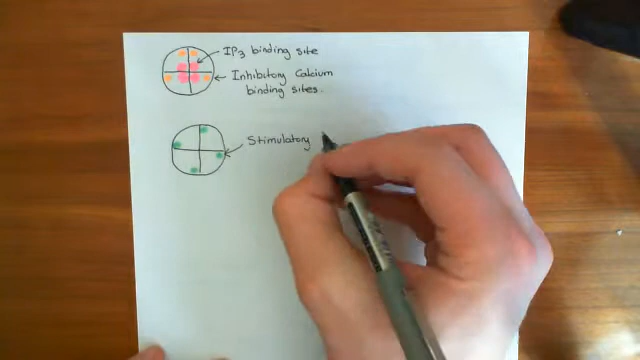 IP3 binding site
Inhibitory Calcium
binding sites.
Stimulatory